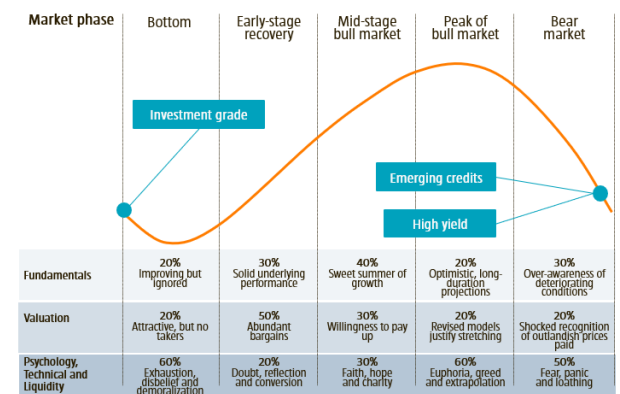 Market phase
Bottom
Early-stage
recovery
Mid-stage
bull market
Peak of
bull market
Bear
market
Investment grade
Emerging credits
High yield
Fundamentals
20%
Improving but
ignored
30%
Solid underlying
performance
40%
Sweet summer of
growth
20%
Optimistic, long-
duration
projections
30%
Over-awareness of
deteriorating
conditions
Valuation
20%
Attractive, but no
takers
50%
Abundant
bargains
30%
Willingness to pay
up
20%
Revised models
justify stretching
20%
Shocked recognition
of outlandish prices
paid
Psychology,
Technical and
Liquidity
60%
Exhaustion,
disbelief and
demoralization
20%
Doubt, reflection
and conversion
30%
Faith, hope
and charity
60%
Euphoria, greed
and extrapolation
50%
Fear, panic
and loathing